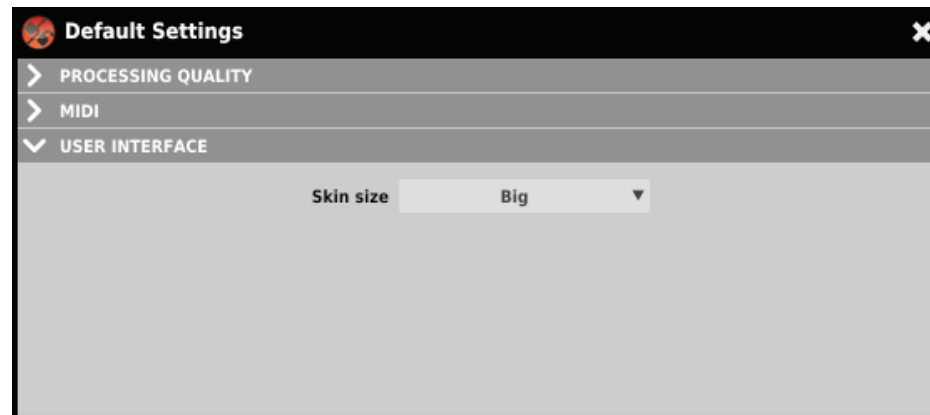 Default Settings
PROCESSING QUALITY
MIDI
USER INTERFACE
Skin size Big